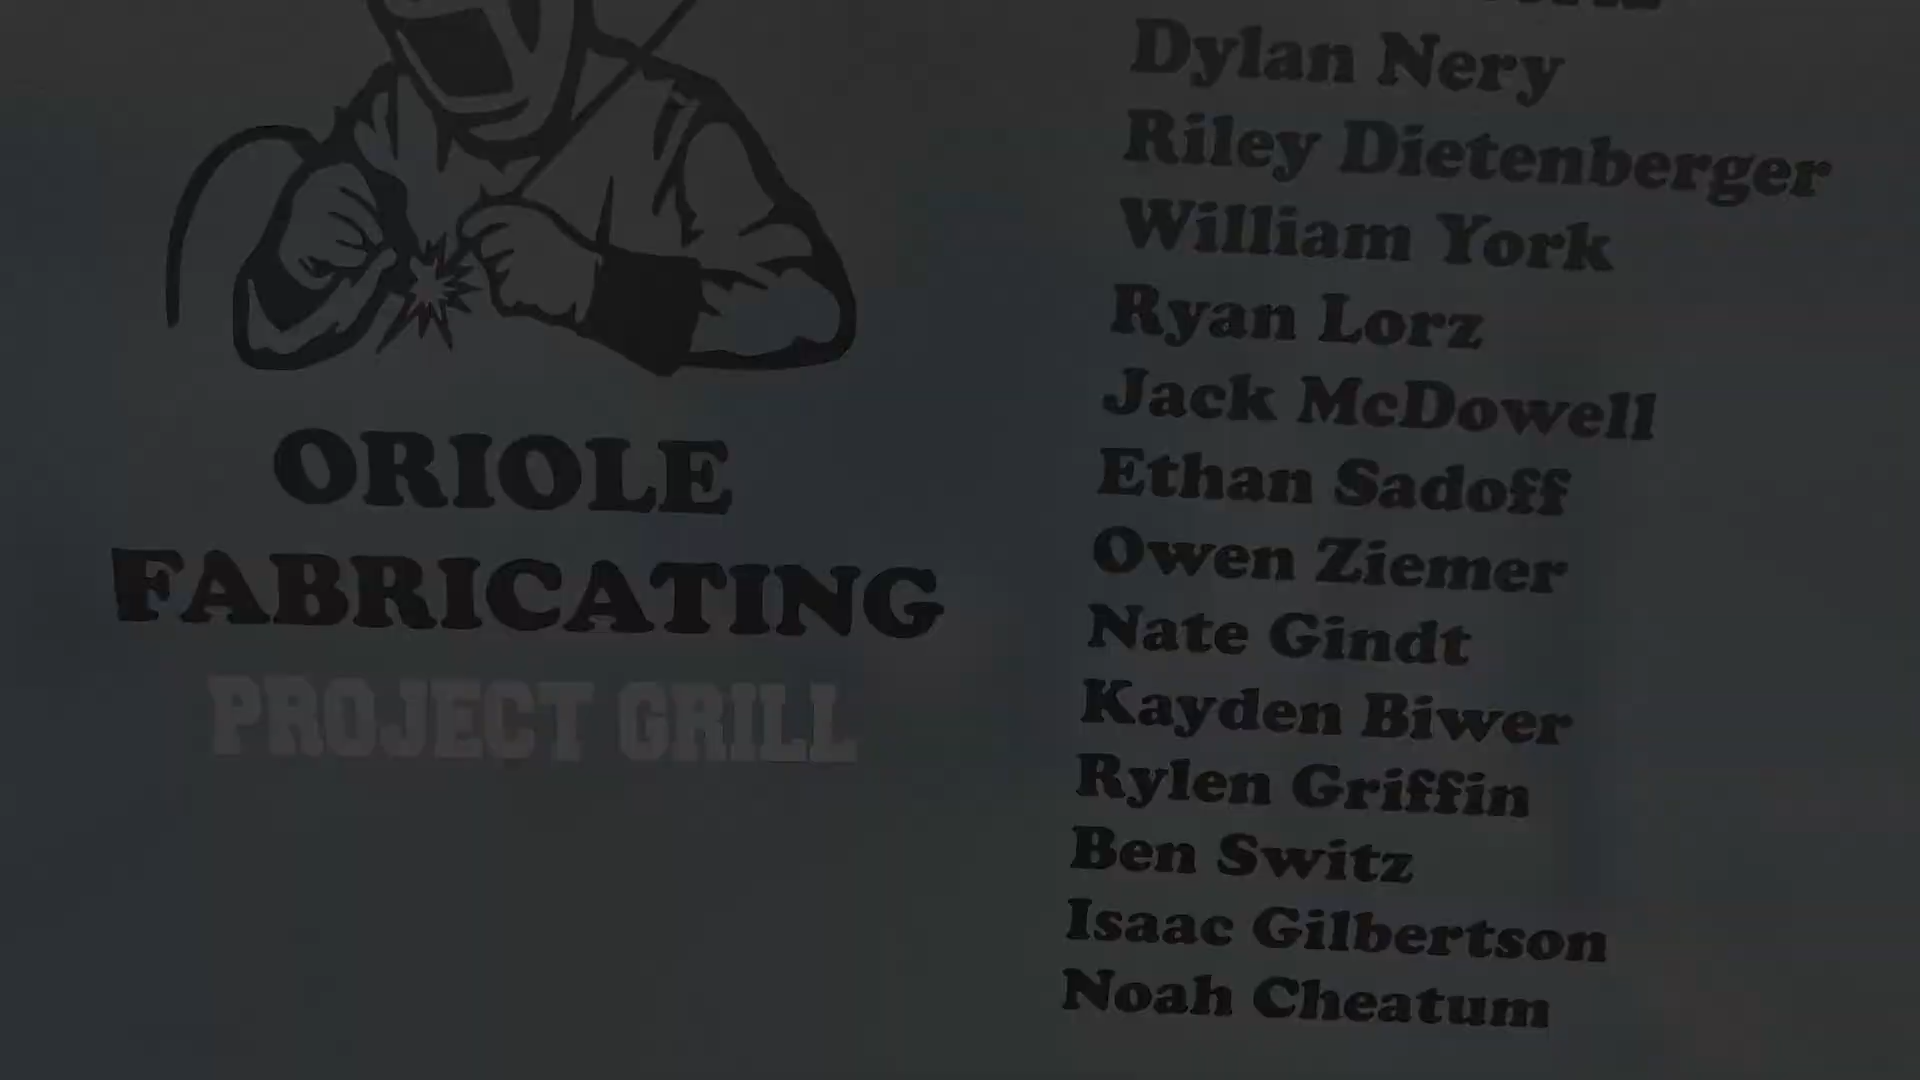 ORIOLE
FABRICATING
PROJECT GRILL
Dylan Nery
Riley Dietenberger
William York
Ryan Lorz
Jack McDowell
Ethan Sadoff
Owen Ziemer
Nate Gindt
Kayden Biwer
Rylen Griffin
Ben Switz
Isaac Gilbertson
Noah Cheatum